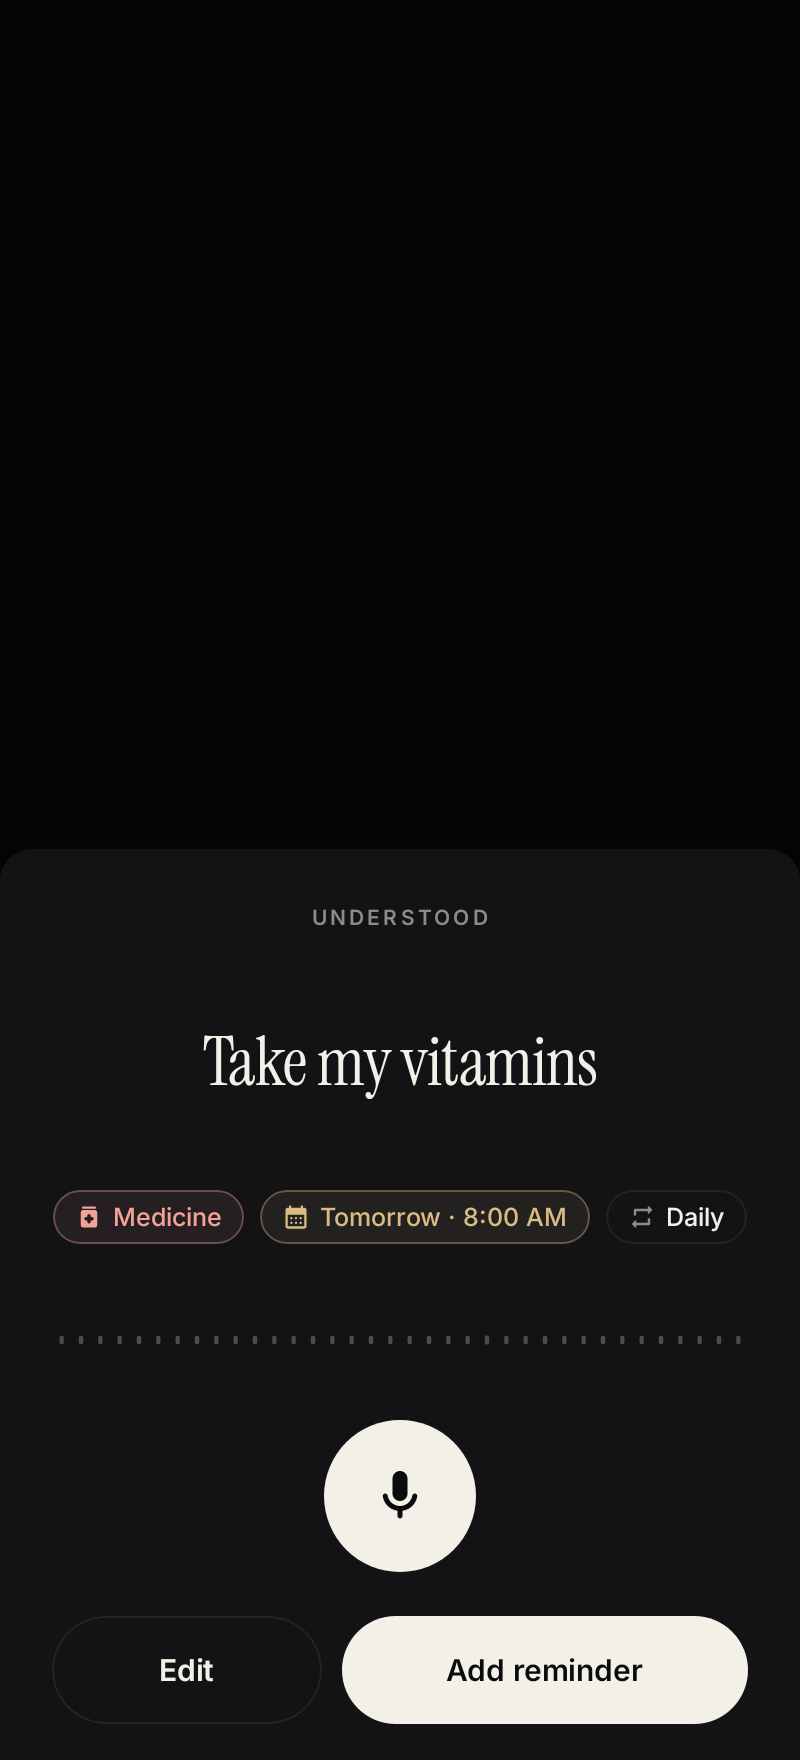 UNDERSTOOD
Take my vitamins
Medicine
Tomorrow · 8:00 AM
Daily
Edit
Add reminder